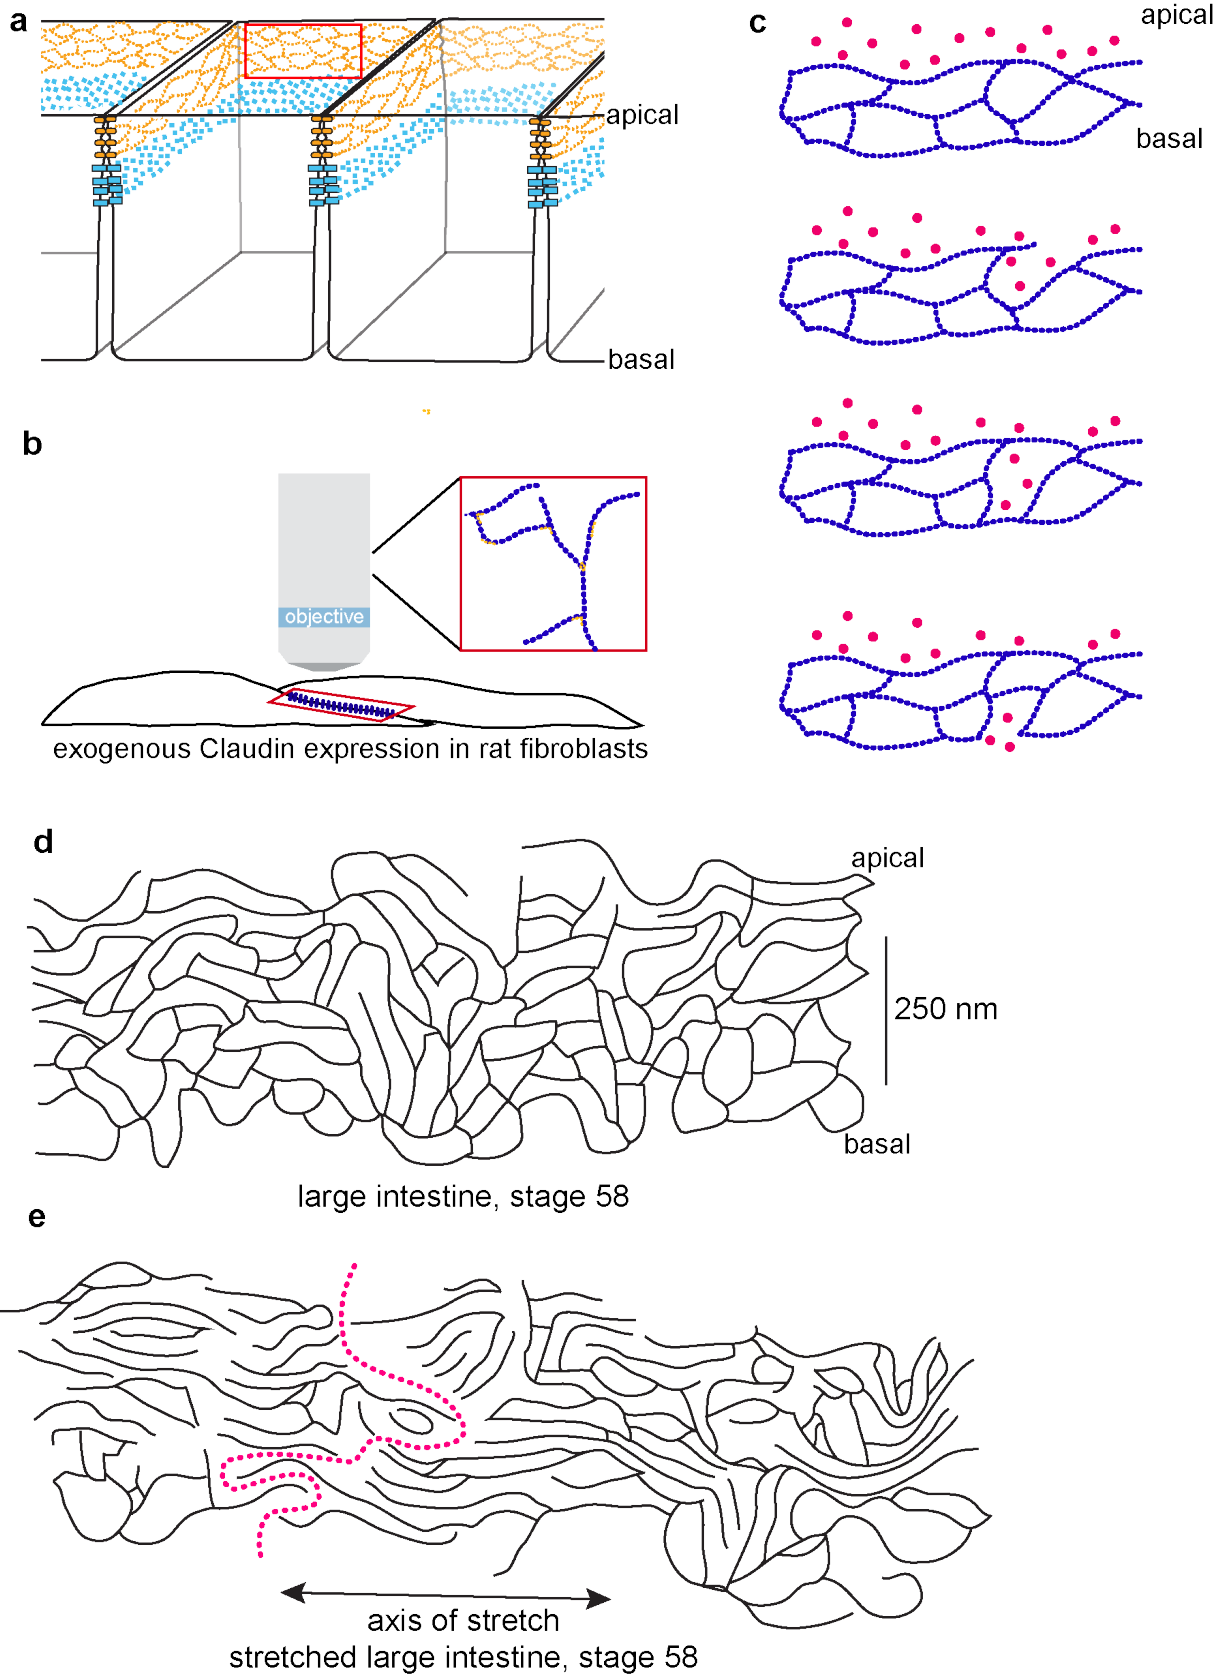 a
apical
basal
b
objective
exogenous Claudin expression in rat fibroblasts
c
apical
basal
d
apical
250 nm
basal
large intestine, stage 58
e
axis of stretch
stretched large intestine, stage 58